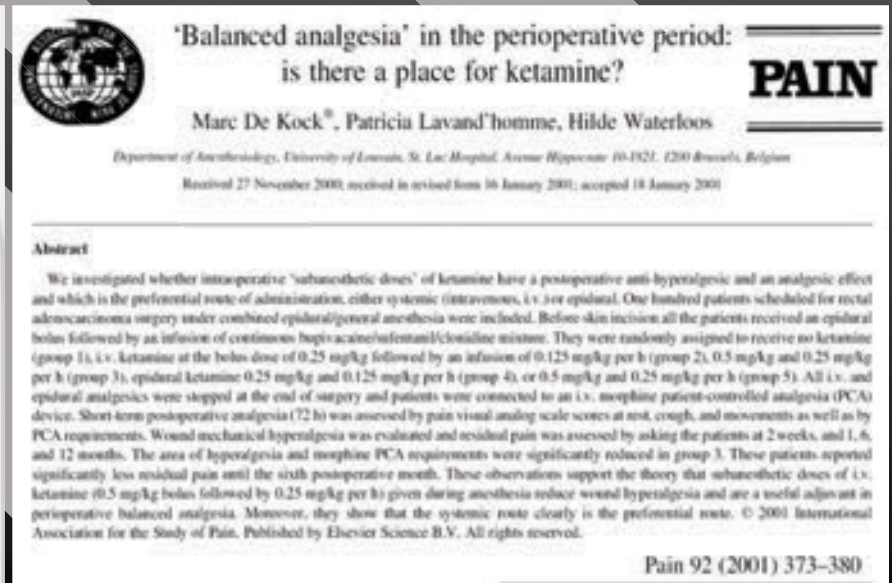 'Balanced analgesia' in the perioperative period:
is there a place for ketamine?
PAIN
Marc De Kock*, Patricia Lavand'homme, Hilde Waterloos
Department of Anesthesiology, University of Louvain, St. Luc Hospital, Avenue Hippocrate 10-1821, 1200 Brussels, Belgium
Received 27 November 2000; received in revised form 16 January 2001; accepted 18 January 2001
Abstract
We investigated whether intraoperative 'subanesthetic doses' of ketamine have a postoperative anti-hyperalgesic and an analgesic effect
and which is the preferential route of administration, either systemic (intravenous, i.v.) or epidural. One hundred patients scheduled for rectal
adenocarcinoma surgery under combined epidural/general anesthesia were included. Before skin incision all the patients received an epidural
bolus followed by an infusion of continuous bupivacaine/sufentanil/clonidine mixture. They were randomly assigned to receive no ketamine
(group 1), i.v. ketamine at the bolus dose of 0.25 mg/kg followed by an infusion of 0.125 mg/kg per h (group 2), 0.5 mg/kg and 0.25 mg/kg
per h (group 3), epidural ketamine 0.25 mg/kg and 0.125 mg/kg per h (group 4), or 0.5 mg/kg and 0.25 mg/kg per h (group 5). All i.v. and
epidural analgesics were stopped at the end of surgery and patients were connected to an i.v. morphine patient-controlled analgesia (PCA)
device. Short-term postoperative analgesia (72 h) was assessed by pain visual analog scale scores at rest, cough, and movements as well as by
PCA requirements. Wound mechanical hyperalgesia was evaluated and residual pain was assessed by asking the patients at 2 weeks, and 1, 6,
and 12 months. The area of hyperalgesia and morphine PCA requirements were significantly reduced in group 3. These patients reported
significantly less residual pain until the sixth postoperative month. These observations support the theory that subanesthetic doses of i.v.
ketamine (0.5 mg/kg bolus followed by 0.25 mg/kg per h) given during anesthesia reduce wound hyperalgesia and are a useful adjuvant in
perioperative balanced analgesia. Moreover, they show that the systemic route clearly is the preferential route. © 2001 International
Association for the Study of Pain. Published by Elsevier Science B.V. All rights reserved.
Pain 92 (2001) 373–380